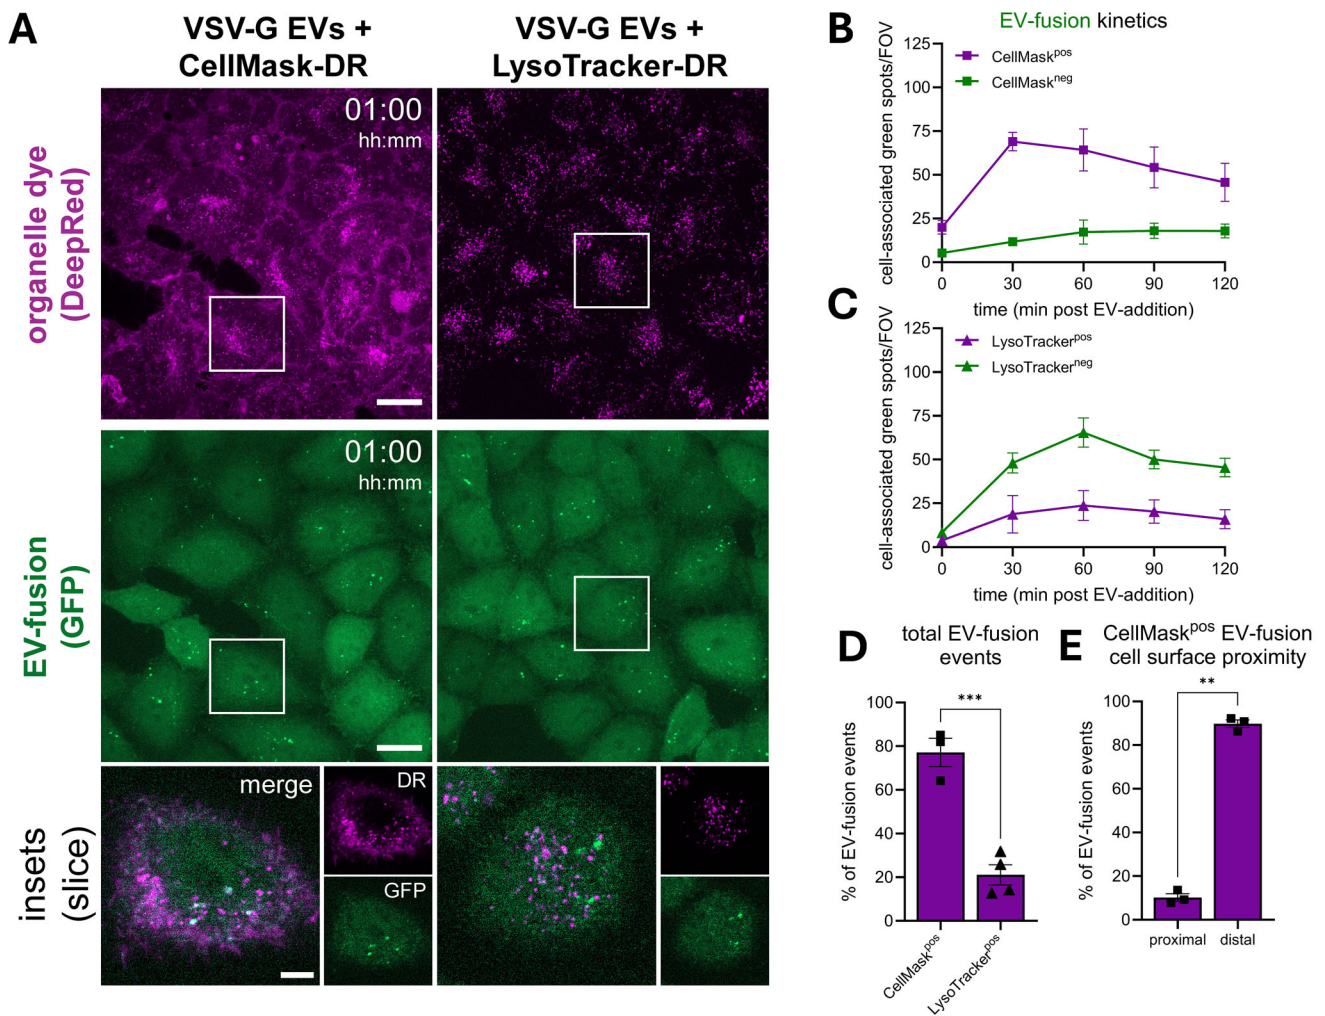 A
VSV-G EVs +
CellMask-DR
VSV-G EVs +
LysoTracker-DR
organelle dye
(DeepRed)
01:00
hh:mm
EV-fusion
(GFP)
01:00
hh:mm
insets
(slice)
merge
DR
GFP
B
EV-fusion kinetics
cell-associated green spots/FOV
125
100
75
50
25
0
CellMaskpos
CellMaskneg
0 30 60 90 120
time (min post EV-addition)
C
cell-associated green spots/FOV
125
100
75
50
25
0
LysoTrackerpos
LysoTrackerneg
0 30 60 90 120
time (min post EV-addition)
D
total EV-fusion
events
% of EV-fusion events
100
80
60
40
20
0
***
CellMaskpos
LysoTrackerpos
E
CellMaskpos EV-fusion
cell surface proximity
% of EV-fusion events
100
80
60
40
20
0
**
proximal distal